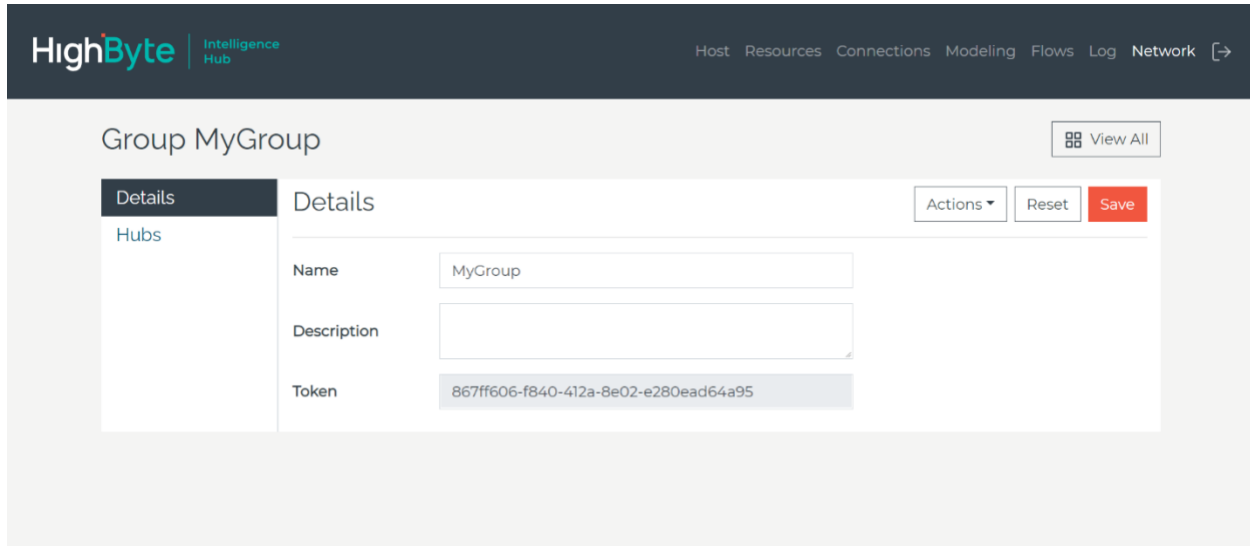 HighByte Intelligence Hub
Host Resources Connections Modeling Flows Log Network
Group MyGroup
View All
Details
Hubs
Details
Actions Reset Save
Name MyGroup
Description
Token 867ff606-f840-412a-8e02-e280ead64a95